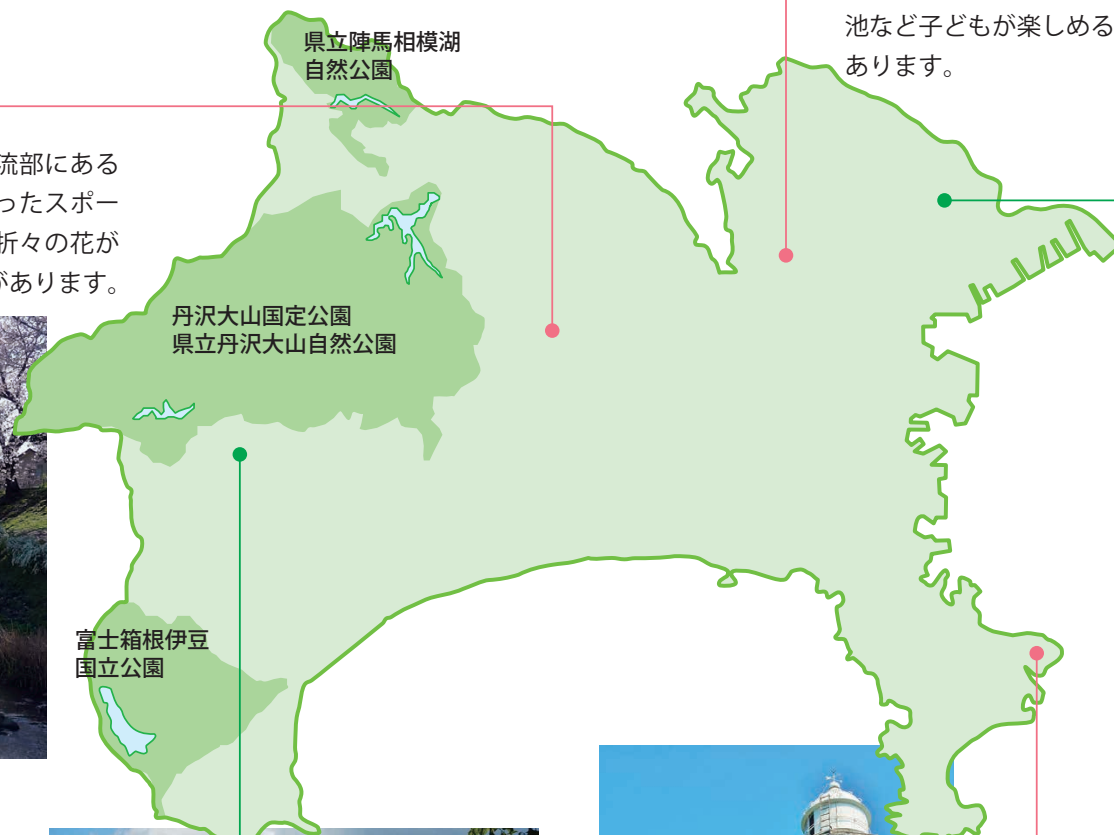 池など子どもが楽しめる
あります。
県立陣馬相模湖
自然公園
流部にある
ったスポー
折々の花が
があります。
丹沢大山国定公園
県立丹沢大山自然公園
富士箱根伊豆
国立公園